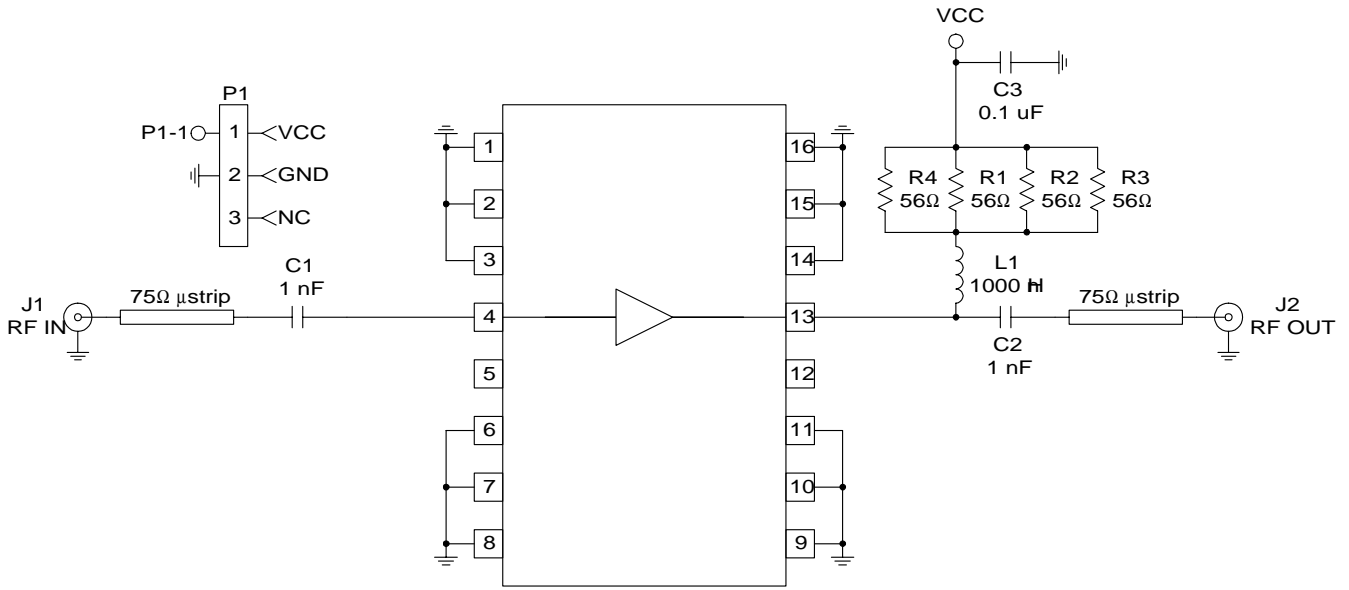 VCC
C3
0.1 uF
P1
P1-1 1 VCC
2 GND
3 NC
1 16
2 15
3 14
R4 R1 R2 R3
56Ω 56Ω 56Ω 56Ω
C1
1 nF
L1
1000
J1
RF IN
75Ω µstrip
4 13
75Ω µstrip
J2
RF OUT
C2
1 nF
5 12
6 11
7 10
8 9